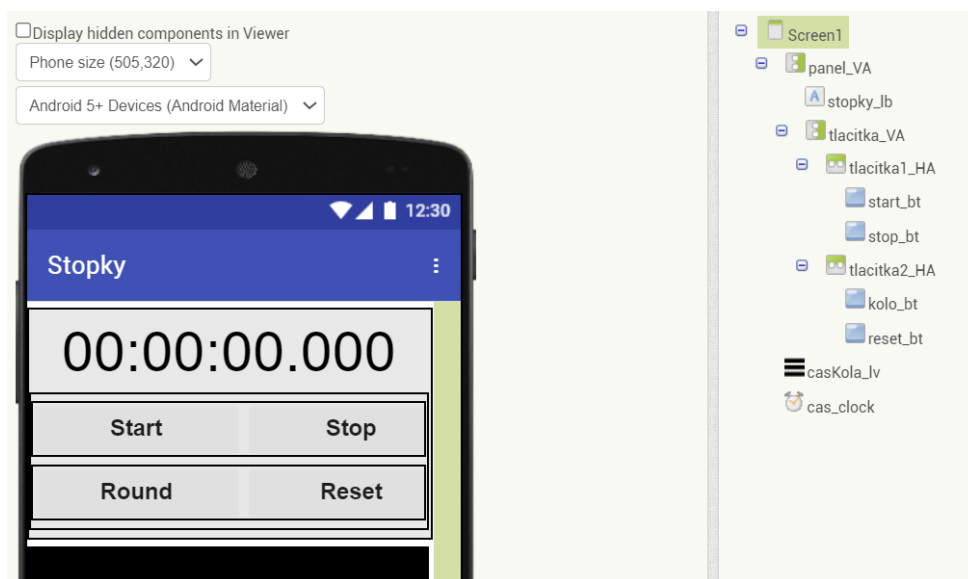 Display hidden components in Viewer
Phone size (505,320)
Android 5+ Devices (Android Material)
12:30
Stopky
00:00:00.000
Start Stop
Round Reset
Screen1
panel_VA
A
stopky_lb
tlacitka_VA
tlacitka1_HA
start_bt
stop_bt
tlacitka2_HA
kolo_bt
reset_bt
casKola_lv
cas_clock